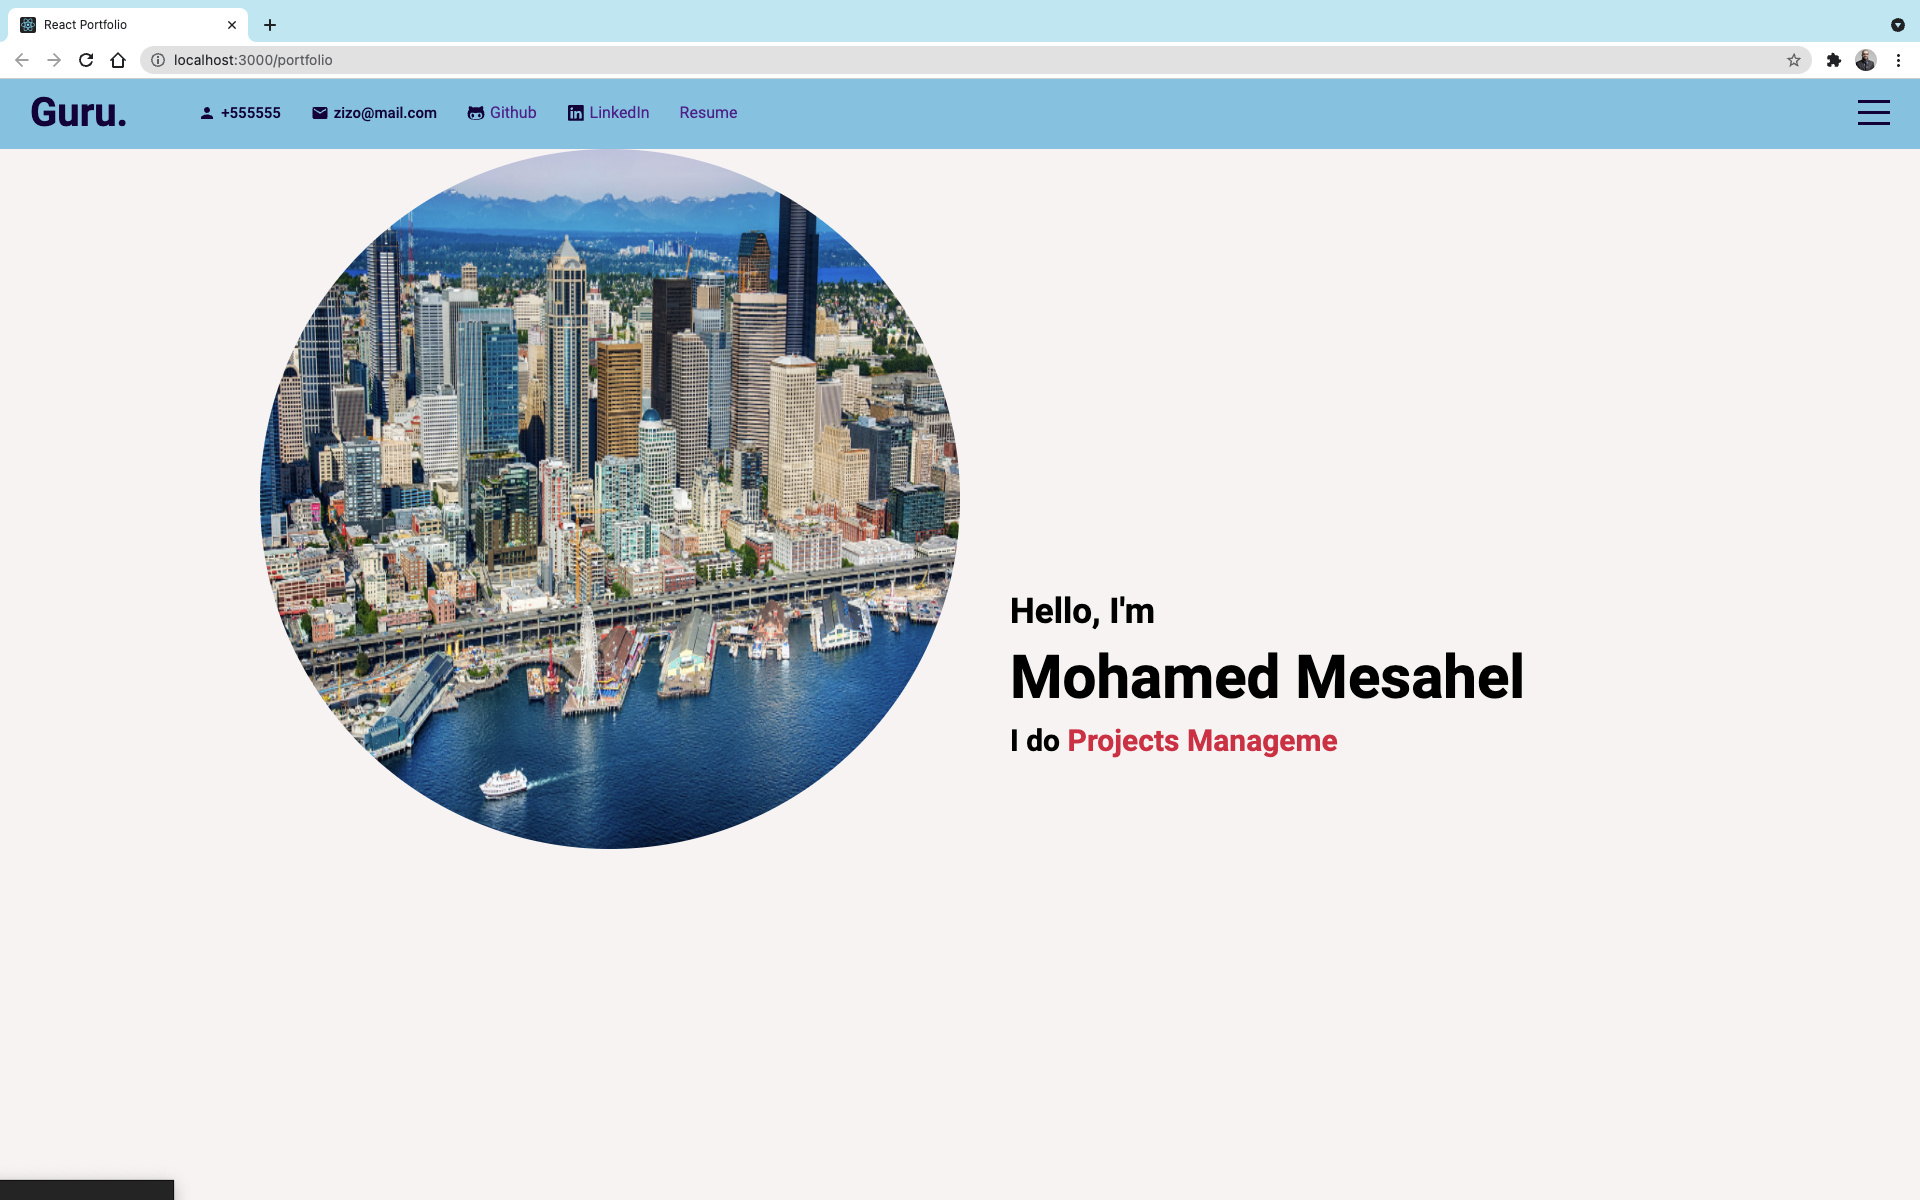 React Portfolio
localhost:3000/portfolio
Guru.
+555555
zizo@mail.com
Github
LinkedIn
Resume
Hello, I'm
Mohamed Mesahel
I do Projects Manageme